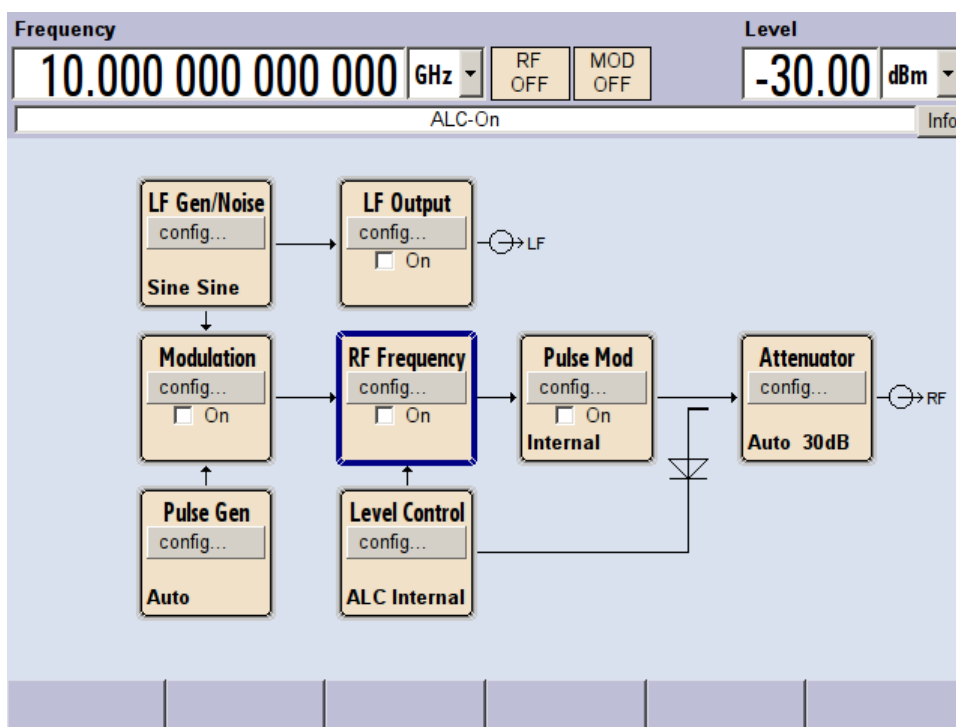 Frequency Level
10.000 000 000 000 GHz RF OFF MOD OFF -30.00 dBm
ALC-On Info
LF Gen/Noise
config...
Sine Sine
LF Output
config...
On
LF
Modulation
config...
On
RF Frequency
config...
On
Pulse Mod
config...
On
Internal
Attenuator
config...
Auto 30dB
RF
Pulse Gen
config...
Auto
Level Control
config...
ALC Internal